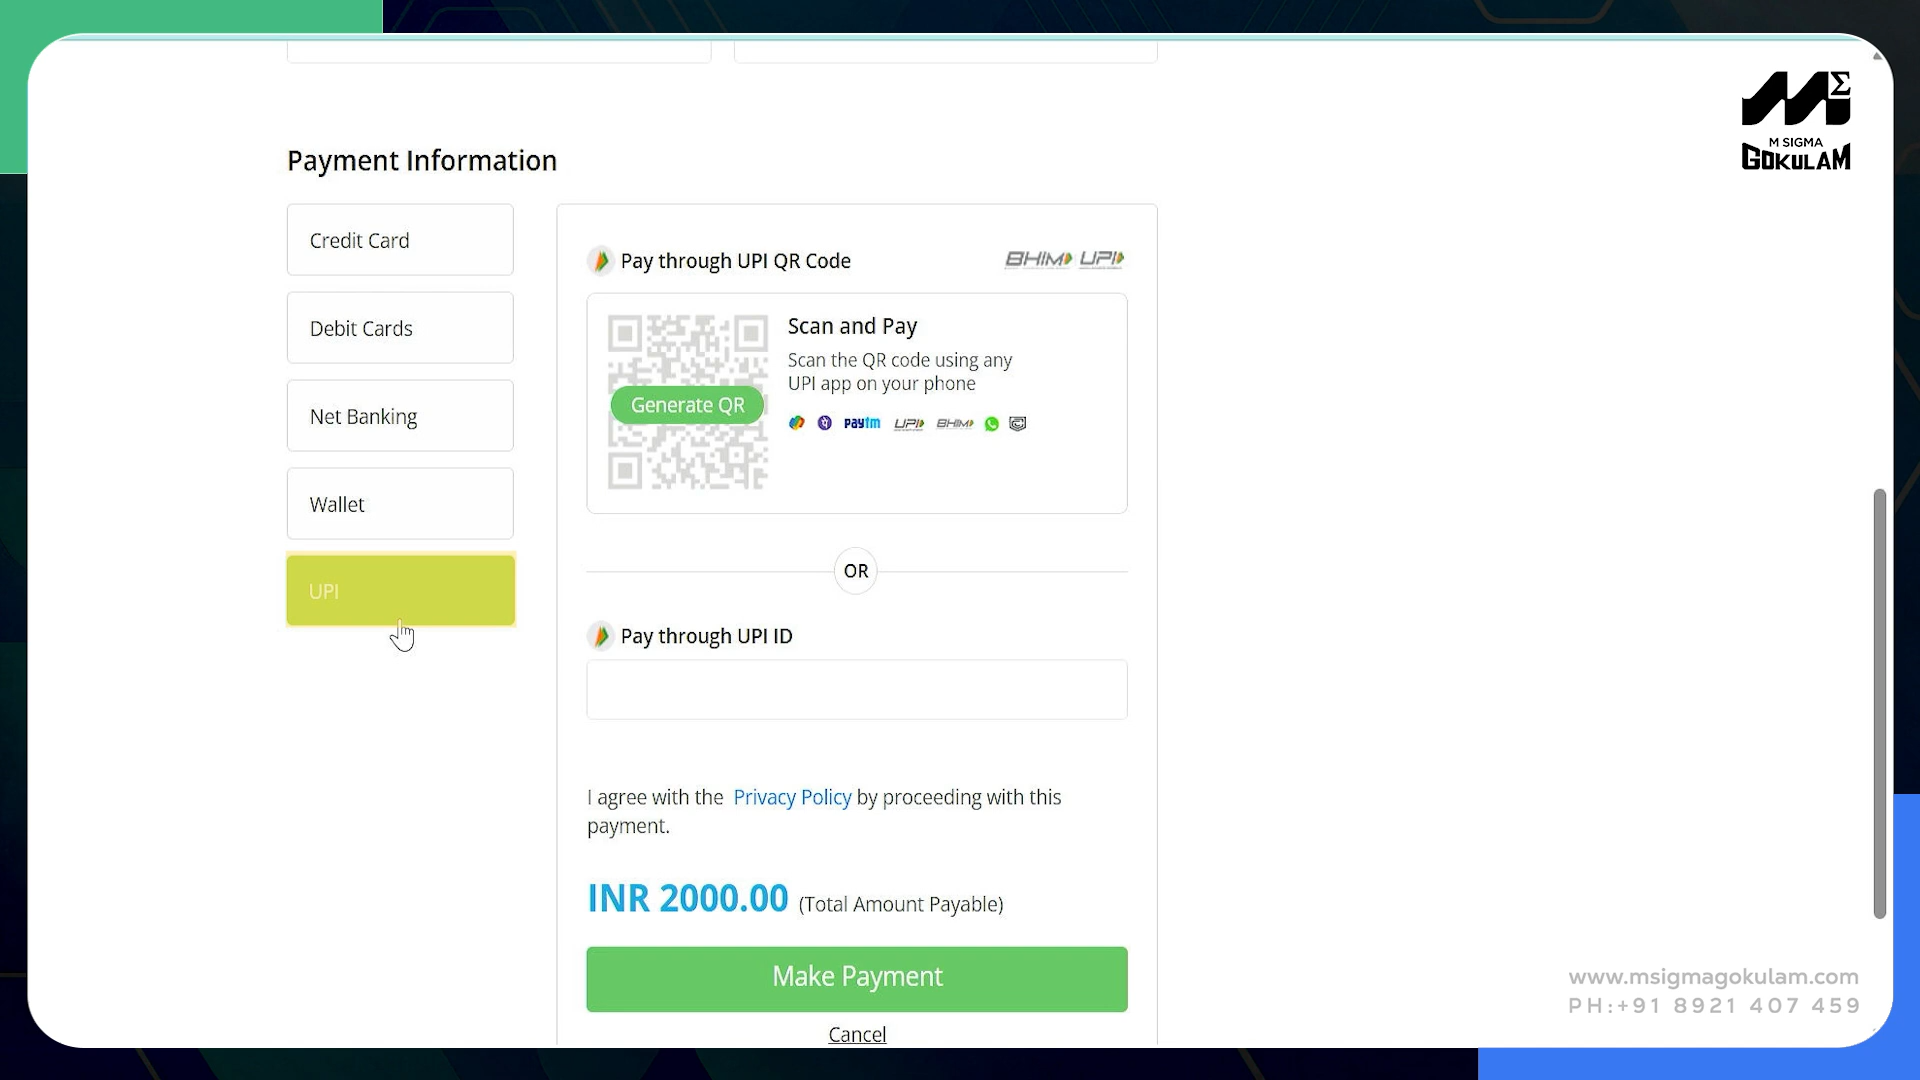 M SIGMA
GOKULAM
Payment Information
Credit Card
Debit Cards
Net Banking
Wallet
UPI
Pay through UPI QR Code
BHIM UPI
Generate QR
Scan and Pay
Scan the QR code using any
UPI app on your phone
paytm UPI BHIM
OR
Pay through UPI ID
I agree with the Privacy Policy by proceeding with this
payment.
INR 2000.00 (Total Amount Payable)
Make Payment
Cancel
www.msigmagokulam.com
PH:+91 8921 407 459